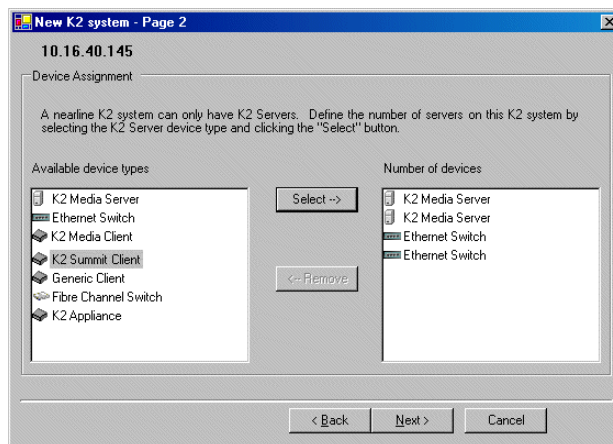 New K2 system - Page 2
10.16.40.145
Device Assignment
A nearline K2 system can only have K2 Servers. Define the number of servers on this K2 system by
selecting the K2 Server device type and clicking the "Select" button.
Available device types
Number of devices
K2 Media Server
Ethernet Switch
K2 Media Client
K2 Summit Client
Generic Client
Fibre Channel Switch
K2 Appliance
Select -->
<-- Remove
K2 Media Server
K2 Media Server
Ethernet Switch
Ethernet Switch
< Back
Next >
Cancel